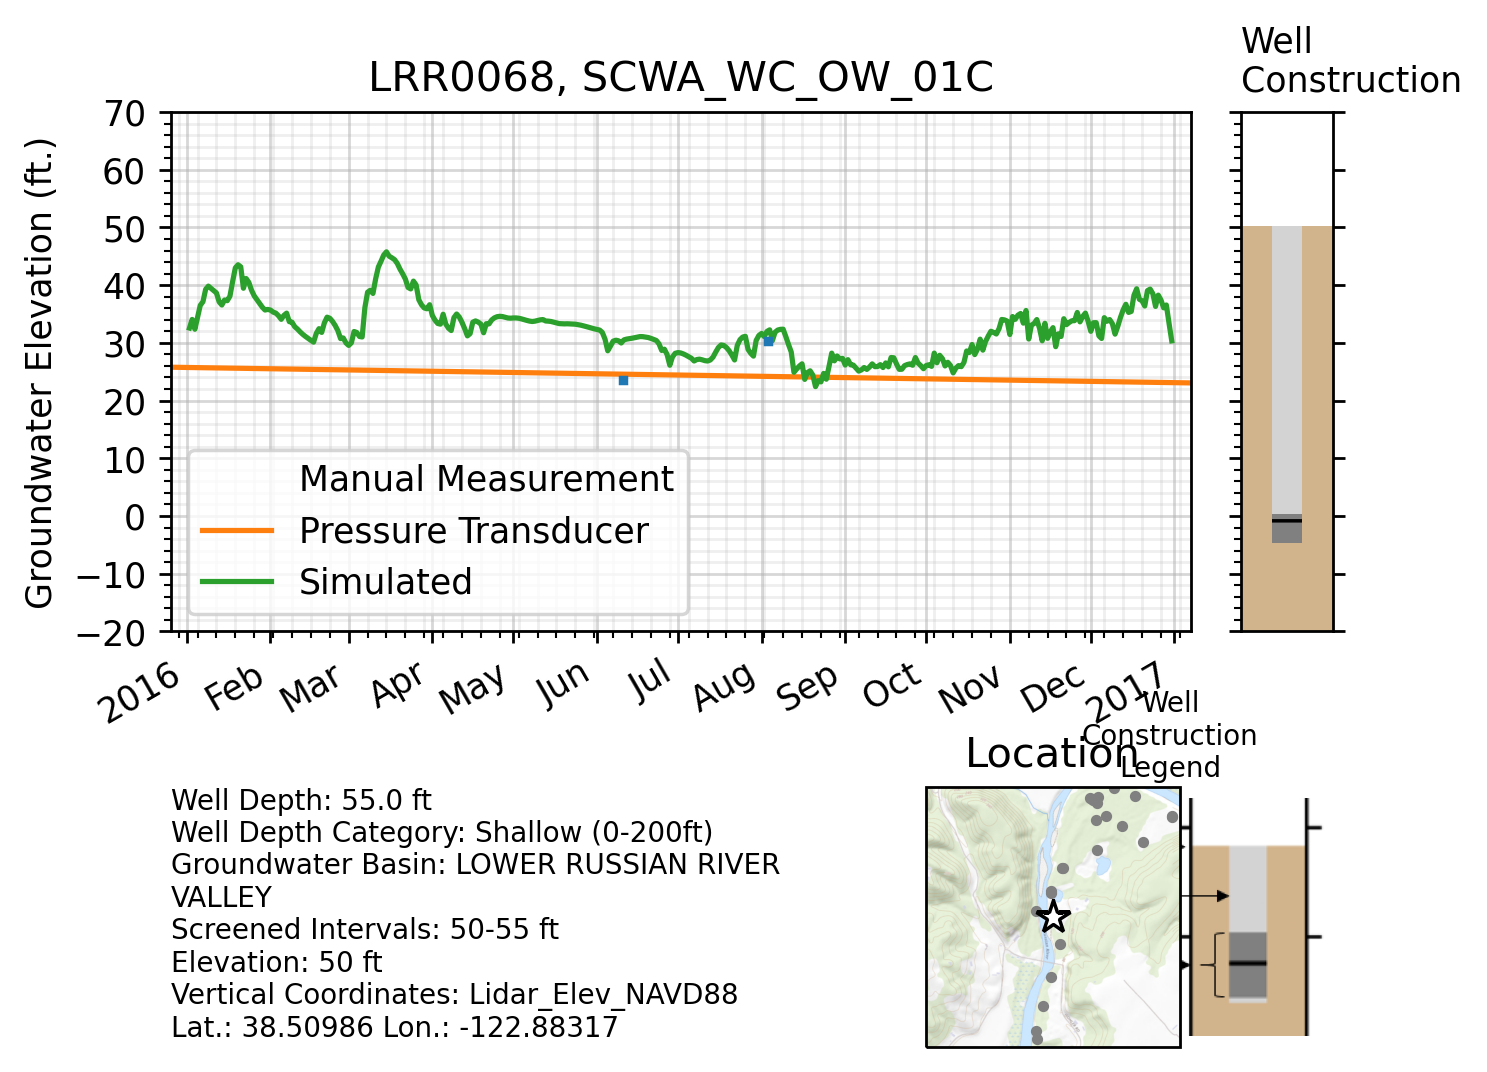 Well
Construction
LRR0068, SCWA_WC_OW_01C
Groundwater Elevation (ft.)
70
60
50
40
30
20
10
0
−10
−20
Manual Measurement
Pressure Transducer
Simulated
2016 Feb Mar Apr May Jun Jul Aug Sep Oct Nov Dec 2017
Well
Construction
Legend
Location
Well Depth: 55.0 ft
Well Depth Category: Shallow (0-200ft)
Groundwater Basin: LOWER RUSSIAN RIVER
VALLEY
Screened Intervals: 50-55 ft
Elevation: 50 ft
Vertical Coordinates: Lidar_Elev_NAVD88
Lat.: 38.50986 Lon.: -122.88317